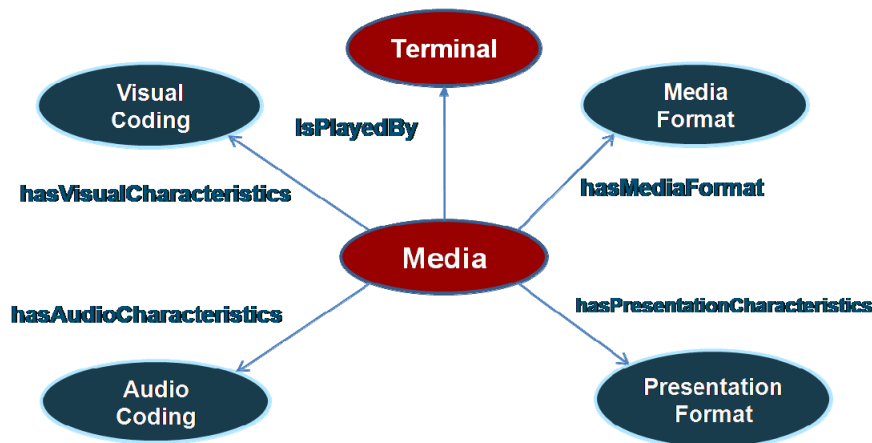 Terminal
Visual
Coding
Media
Format
IsPlayedBy
hasVisualCharacteristics
hasMediaFormat
Media
hasAudioCharacteristics
hasPresentationCharacteristics
Audio
Coding
Presentation
Format